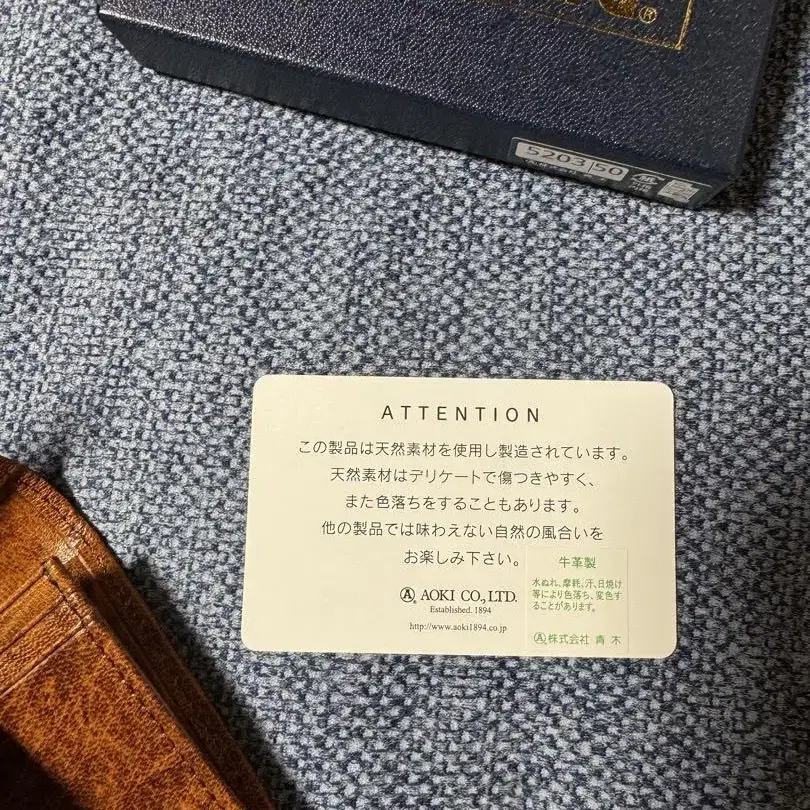 ®
5203 50
ATTENTION
この製品は天然素材を使用し製造されています。
天然素材はデリケートで傷つきやすく、
また色落ちをすることもあります。
他の製品では味わえない自然の風合いを
お楽しみ下さい。
Ⓐ AOKI CO.,LTD.
Established. 1894
http://www.aoki1894.co.jp
牛革製
水ぬれ、摩耗、汗、日焼け
等により色落ち、変色す
ることがあります。
Ⓐ株式会社 青木